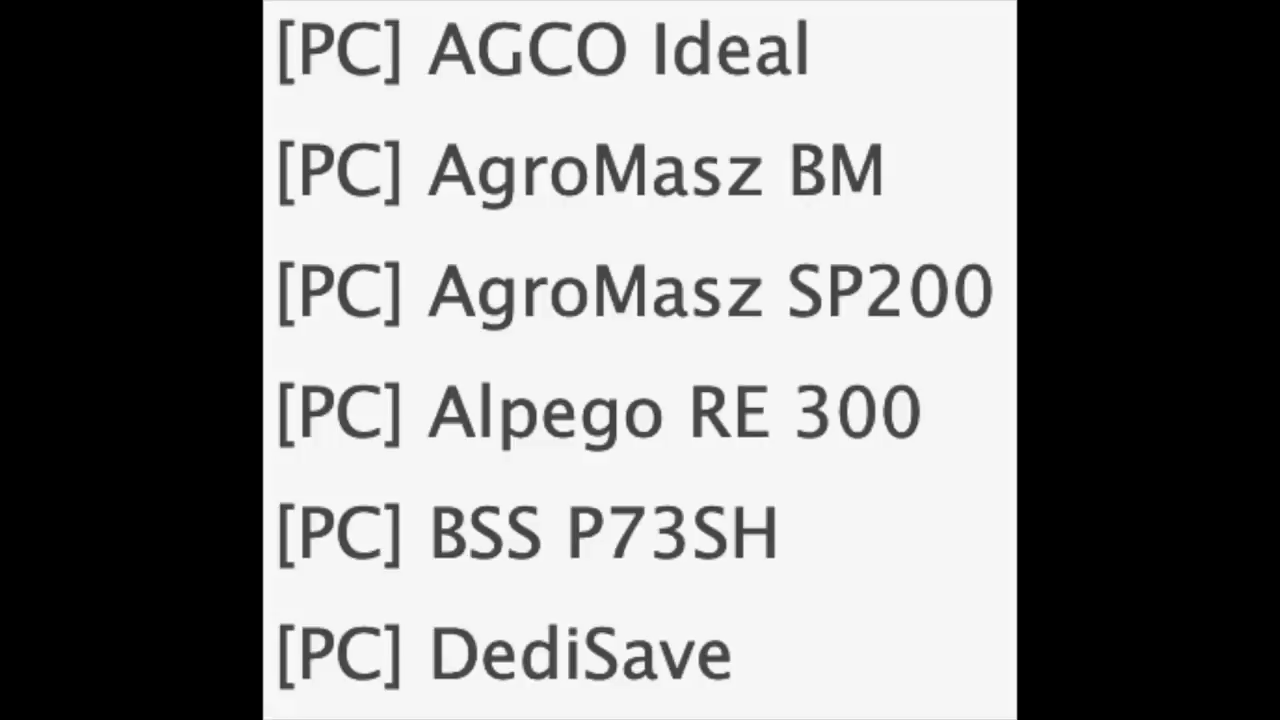 [PC] AGCO Ideal
[PC] AgroMasz BM
[PC] AgroMasz SP200
[PC] Alpego RE 300
[PC] BSS P73SH
[PC] DediSave